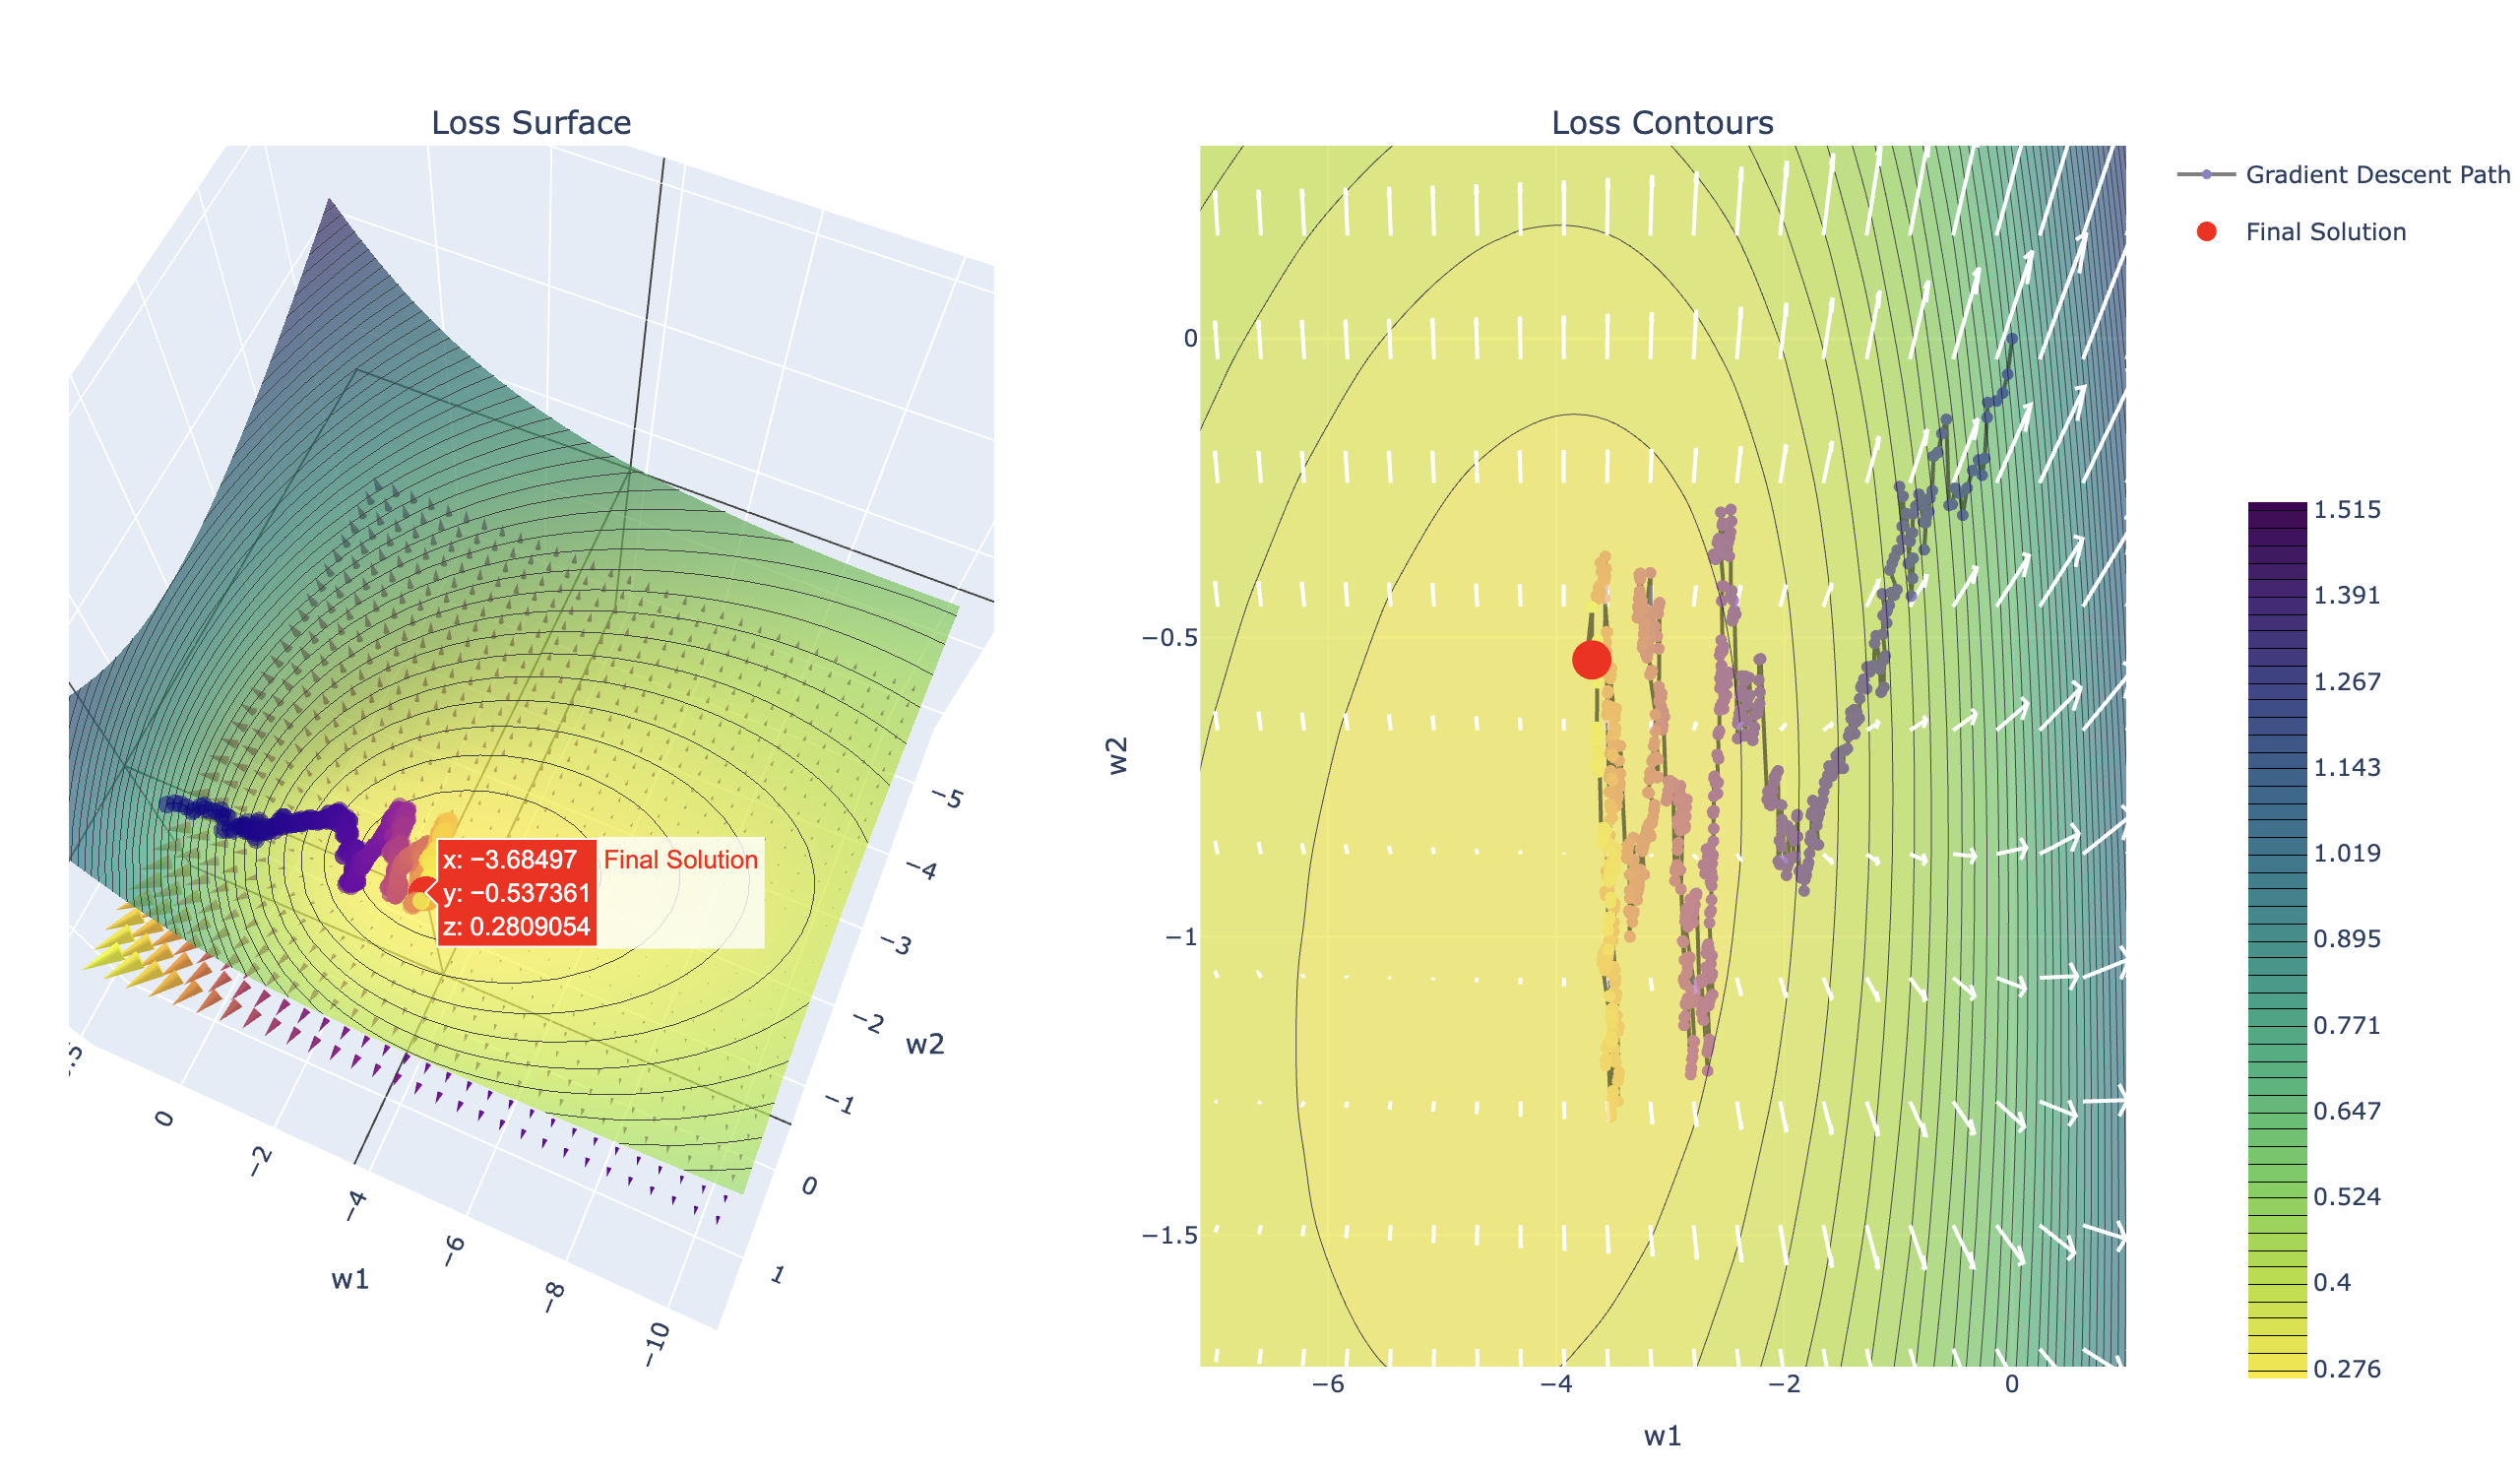 Loss Surface
Loss Contours
Gradient Descent Path
Final Solution
x: −3.68497
Final Solution
y: −0.537361
z: 0.2809054
−5
−4
−3
−2
−1
0
1
w2
0
−2
−4
−6
−8
−10
w1
0
−0.5
−1
−1.5
w2
−6
−4
−2
0
w1
1.515
1.391
1.267
1.143
1.019
0.895
0.771
0.647
0.524
0.4
0.276